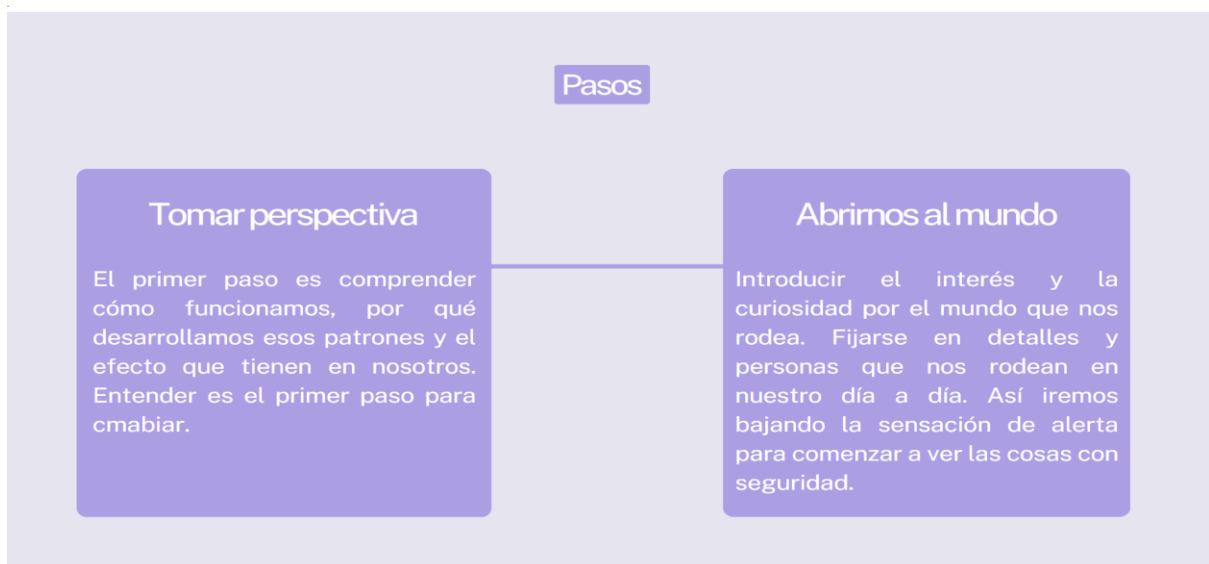 Pasos
Tomar perspectiva
El primer paso es comprender
cómo funcionamos, por qué
desarrollamos esos patrones y el
efecto que tienen en nosotros.
Entender es el primer paso para
cmabiar.
Abrirnos al mundo
Introducir el interés y la
curiosidad por el mundo que nos
rodea. Fijarse en detalles y
personas que nos rodean en
nuestro día a día. Así iremos
bajando la sensación de alerta
para comenzar a ver las cosas con
seguridad.